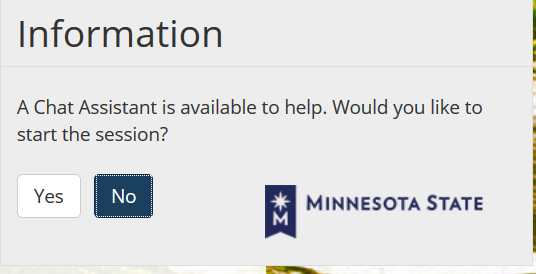 Information
A Chat Assistant is available to help. Would you like to
start the session?
Yes No
M MINNESOTA STATE